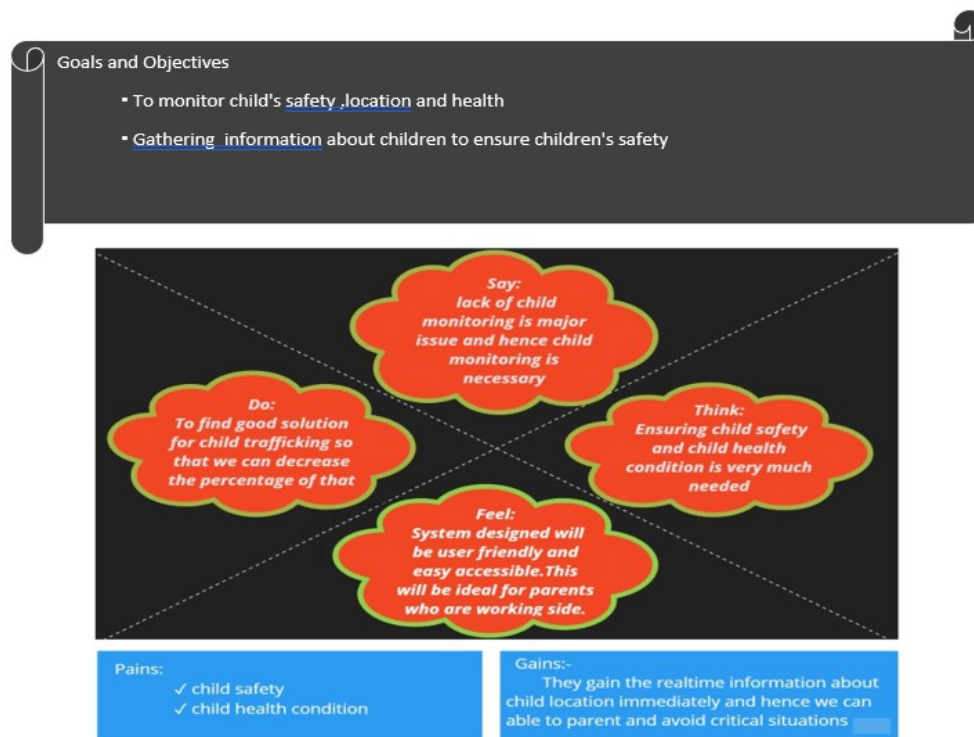 Goals and Objectives
▪ To monitor child's safety ,location and health
▪ Gathering  information about children to ensure children's safety
Say:
lack of child
monitoring is major
issue and hence child
monitoring is
necessary
Do:
To find good solution
for child trafficking so
that we can decrease
the percentage of that
Think:
Ensuring child safety
and child health
condition is very much
needed
Feel:
System designed will
be user friendly and
easy accessible.This
will be ideal for parents
who are working side.
Pains:
✓ child safety
✓ child health condition
Gains:-
They gain the realtime information about
child location immediately and hence we can
able to parent and avoid critical situations